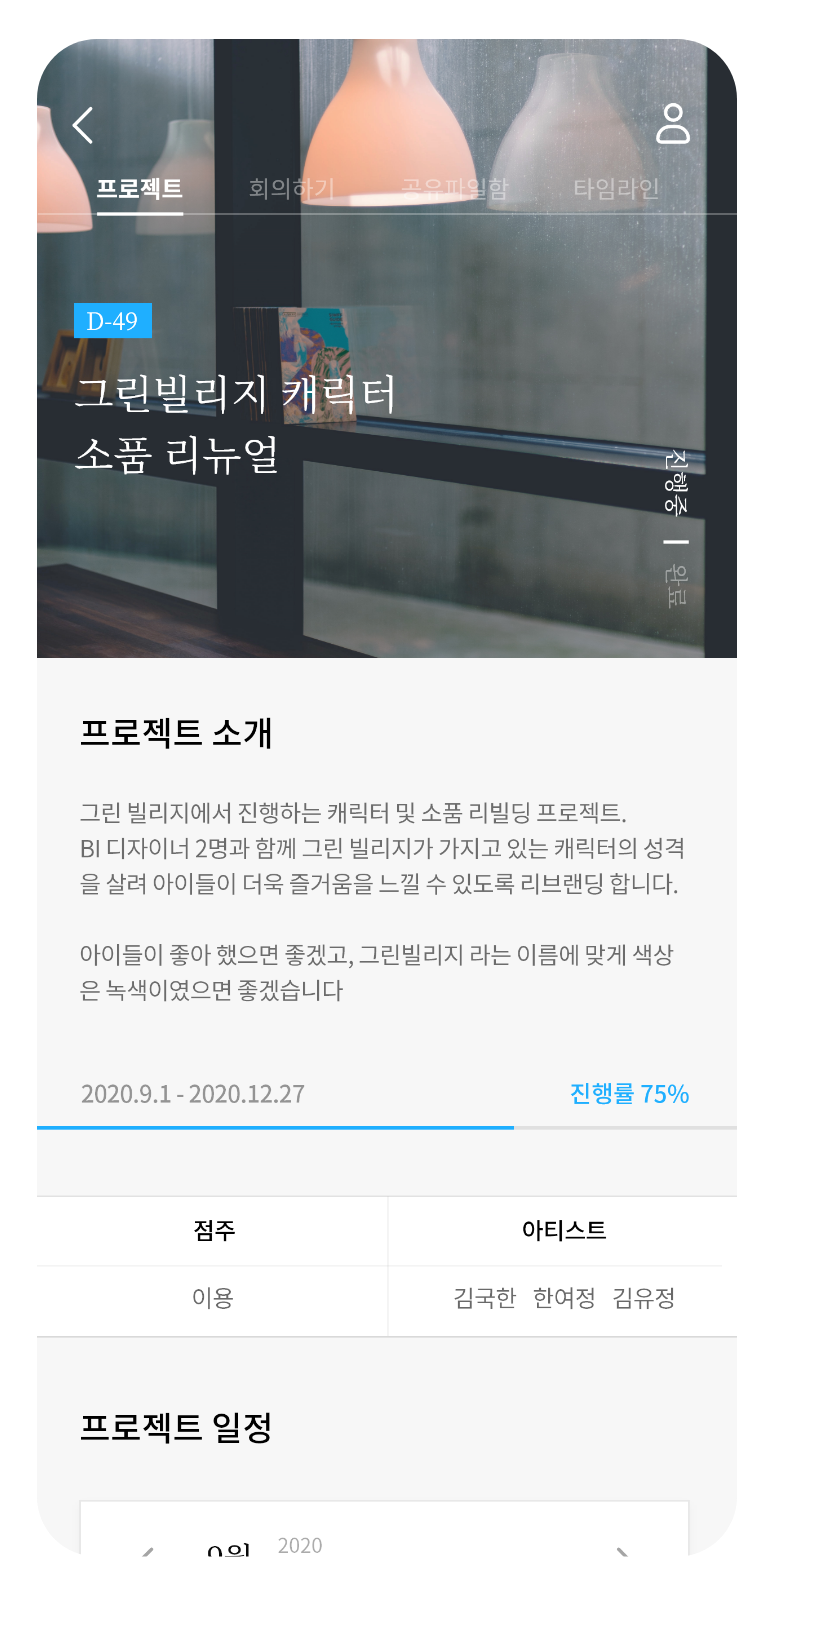 프로젝트 회의하기 공유파일함 타임라인
D-49
그린빌리지 캐릭터
소품 리뉴얼
진행중
완료
프로젝트 소개
그린 빌리지에서 진행하는 캐릭터 및 소품 리빌딩 프로젝트.
BI 디자이너 2명과 함께 그린 빌리지가 가지고 있는 캐릭터의 성격
을 살려 아이들이 더욱 즐거움을 느낄 수 있도록 리브랜딩 합니다.
아이들이 좋아 했으면 좋겠고, 그린빌리지 라는 이름에 맞게 색상
은 녹색이였으면 좋겠습니다
2020.9.1 - 2020.12.27 진행률 75%
점주 아티스트
이용 김국한 한여정 김유정
프로젝트 일정
9월 2020